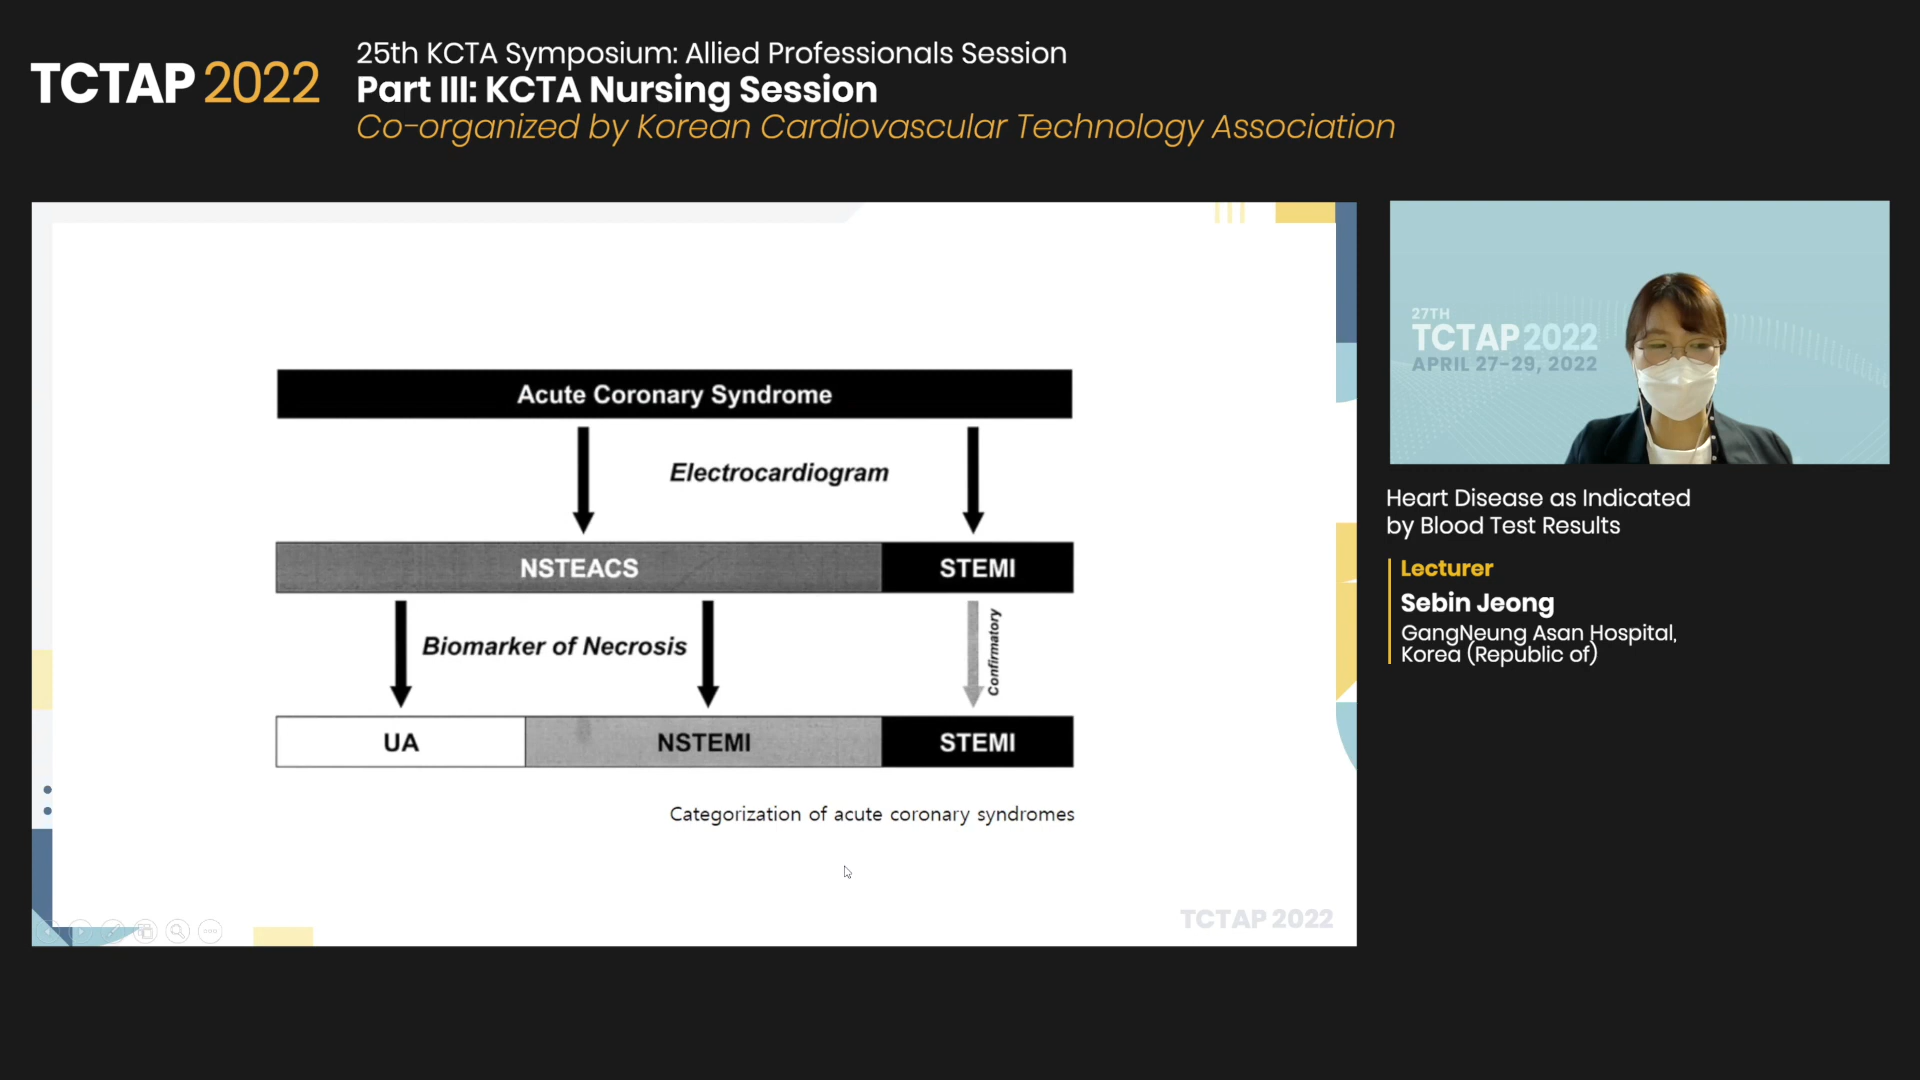 TCTAP 2022
25th KCTA Symposium: Allied Professionals Session
Part III: KCTA Nursing Session
Co-organized by Korean Cardiovascular Technology Association
Acute Coronary Syndrome
Electrocardiogram
NSTEACS
STEMI
Biomarker of Necrosis
Confirmatory
UA
NSTEMI
STEMI
Categorization of acute coronary syndromes
TCTAP 2022
27TH
TCTAP 2022
APRIL 27-29, 2022
Heart Disease as Indicated
by Blood Test Results
Lecturer
Sebin Jeong
GangNeung Asan Hospital,
Korea (Republic of)